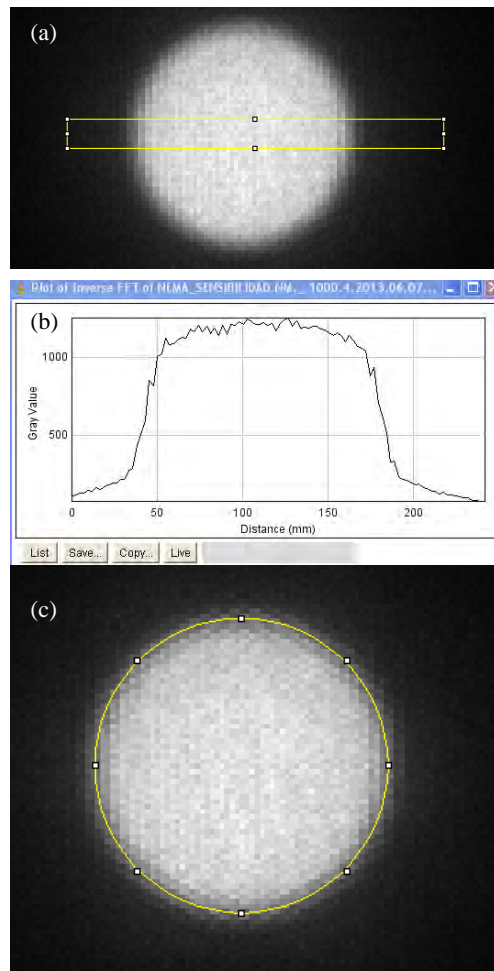 (a)
Plot of Inverse FFT of NEMA_SENSIBILIDAD.NM._ 1000.4.2013.06.07...
(b)
1000
500
Gray Value
0 50 100 150 200
Distance (mm)
List Save... Copy... Live
(c)